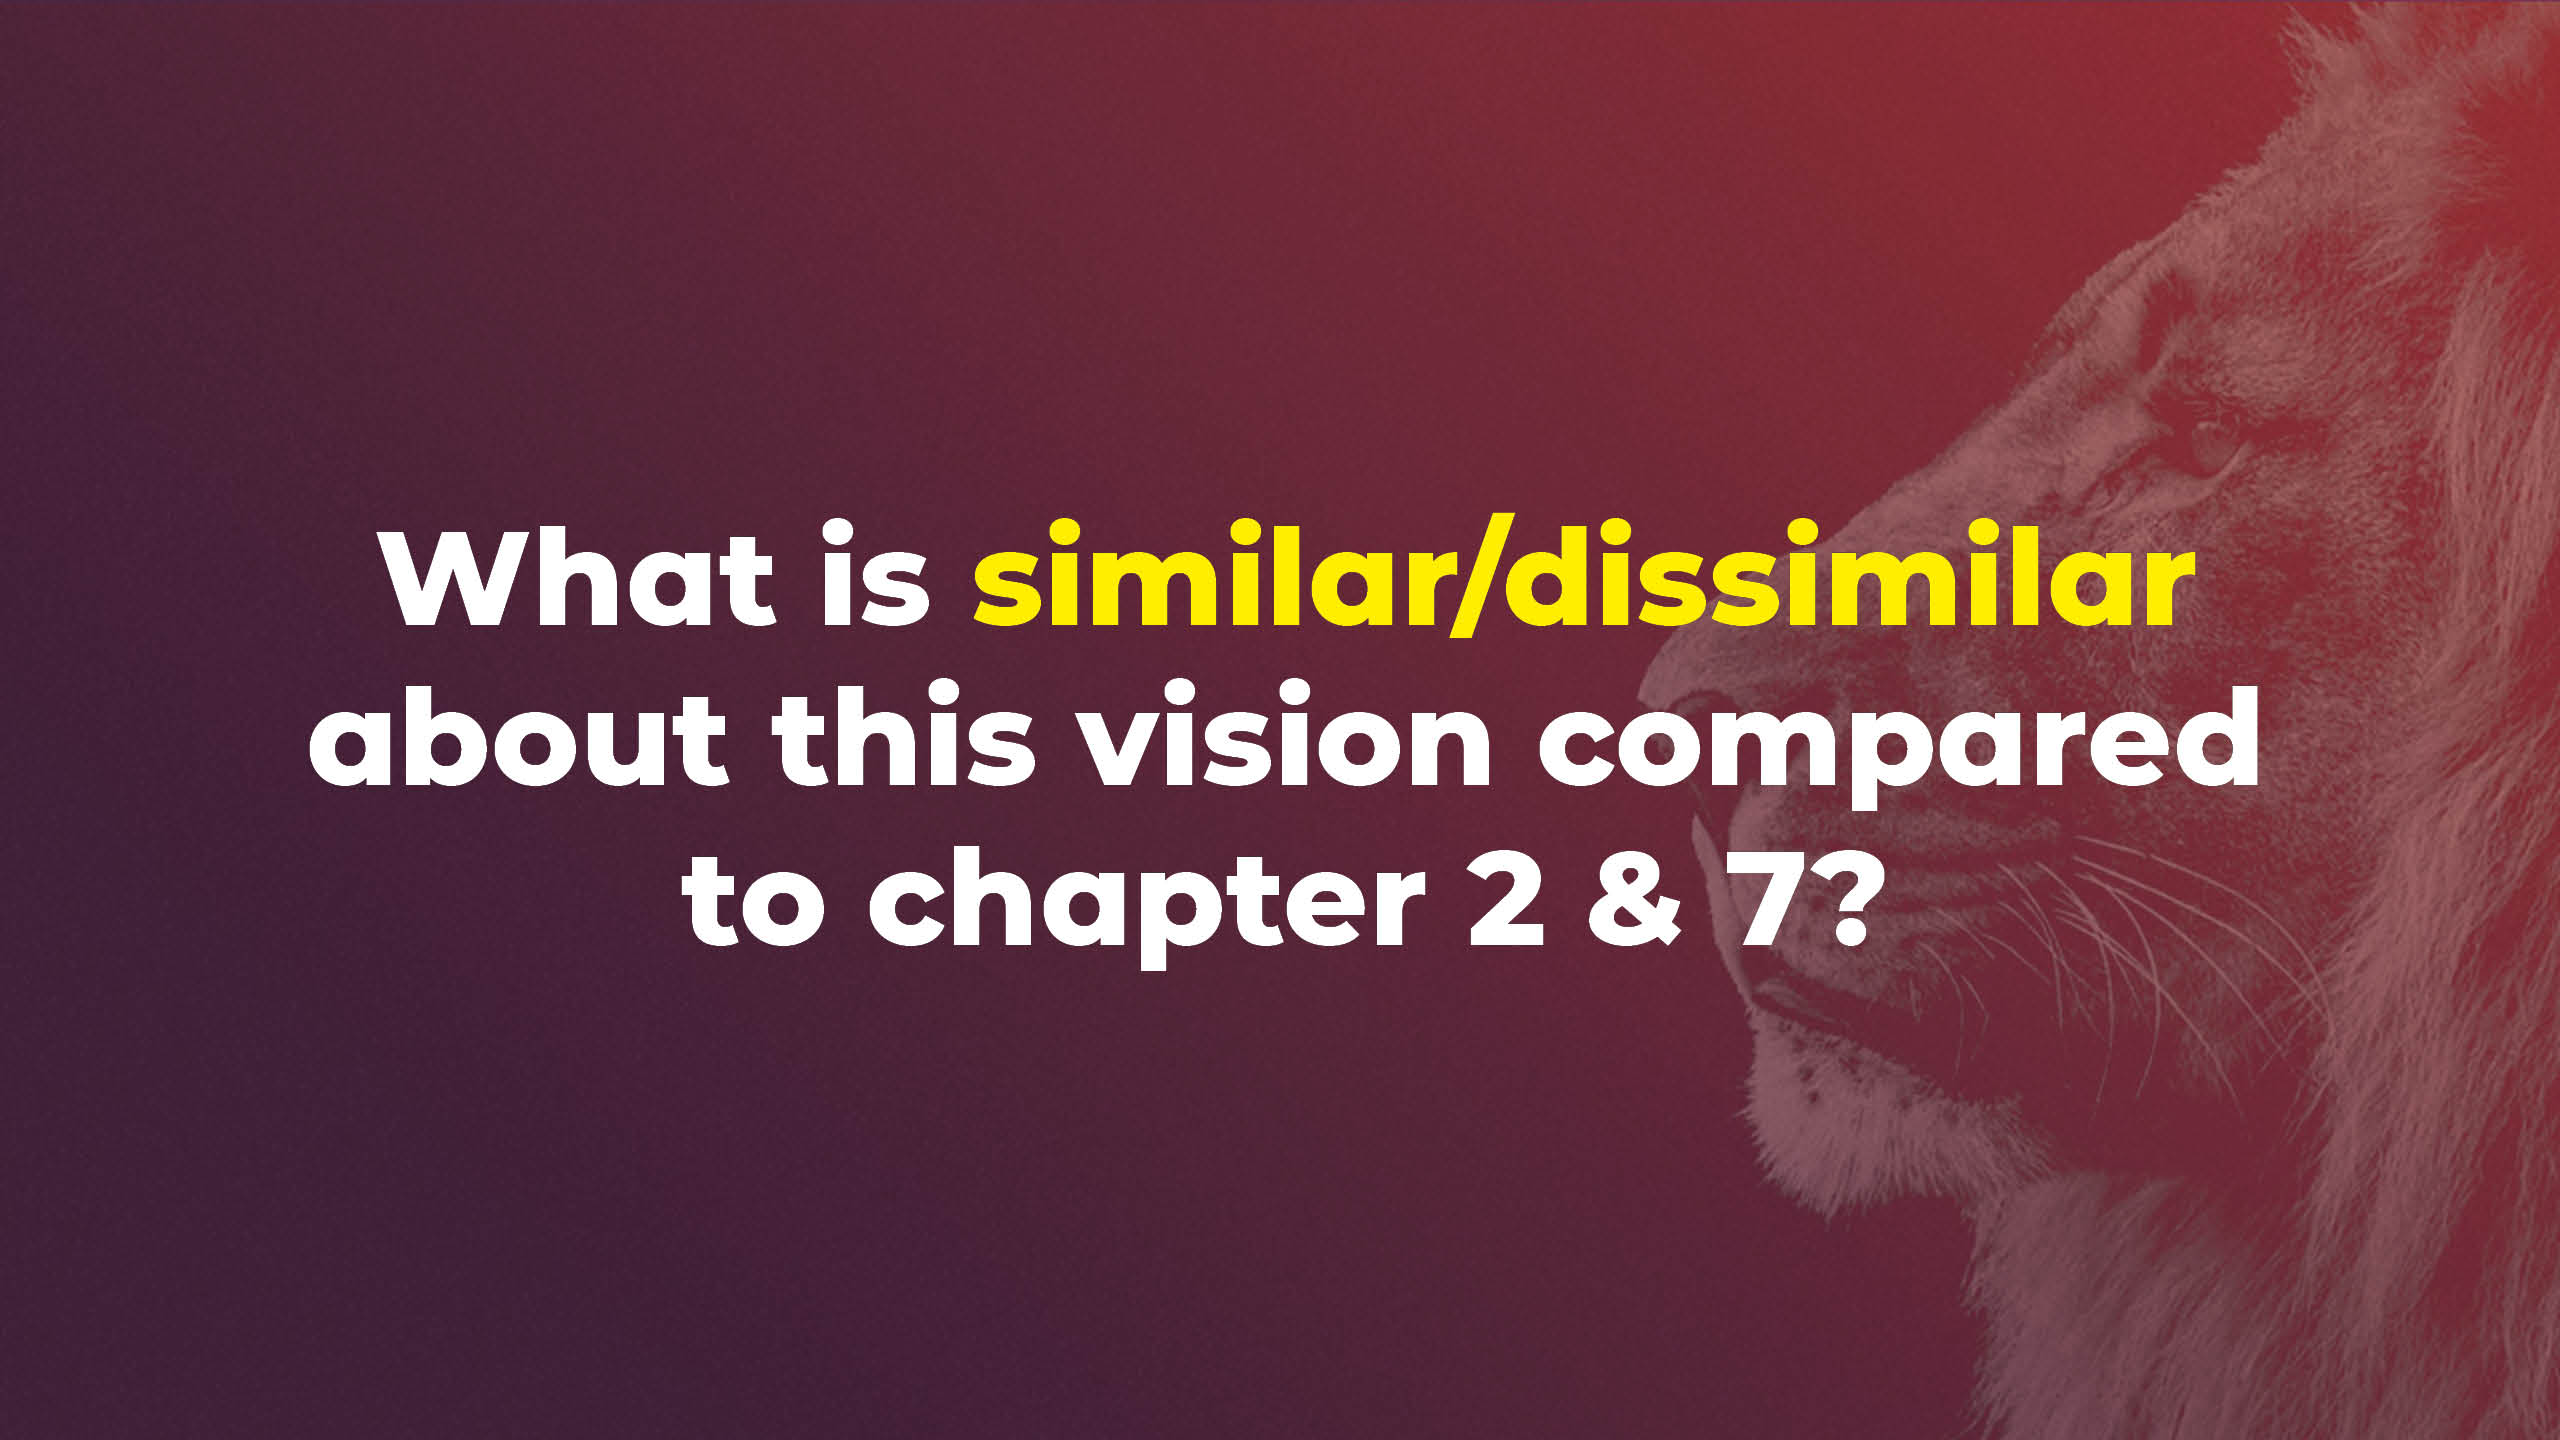 What is similar/dissimilar
about this vision compared
to chapter 2 & 7?